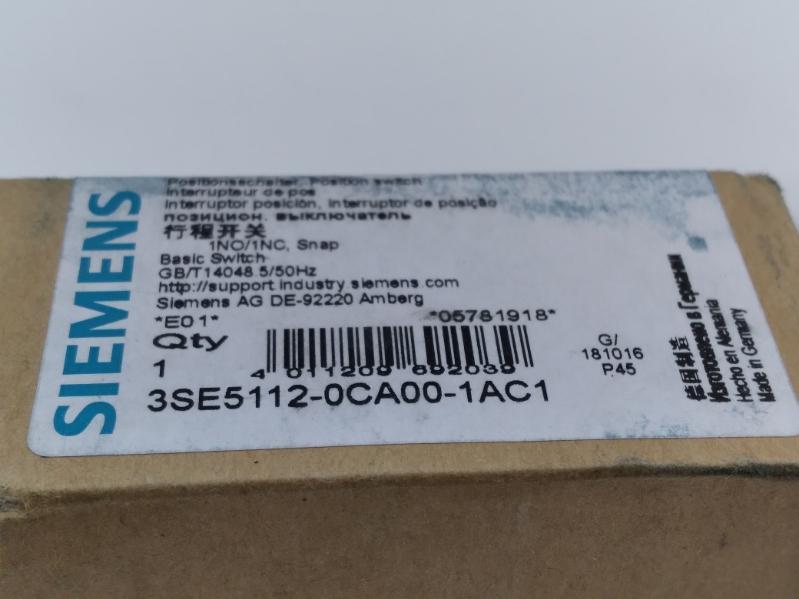 SIEMENS
Positionsschalter, Position switch
Interrupteur de pos
Interruptor posición, Interruptor de posição
позицион. выключатель
行程开关
1NO/1NC, Snap
Basic Switch
GB/T14048.5/50Hz
http://support.industry.siemens.com
Siemens AG DE-92220 Amberg
*E01*
*05781918*
Qty
1
4 011209 892039
G/
181016
P45
3SE5112-0CA00-1AC1
德国制造
Изготовлено в Германии
Hecho en Alemania
Made in Germany